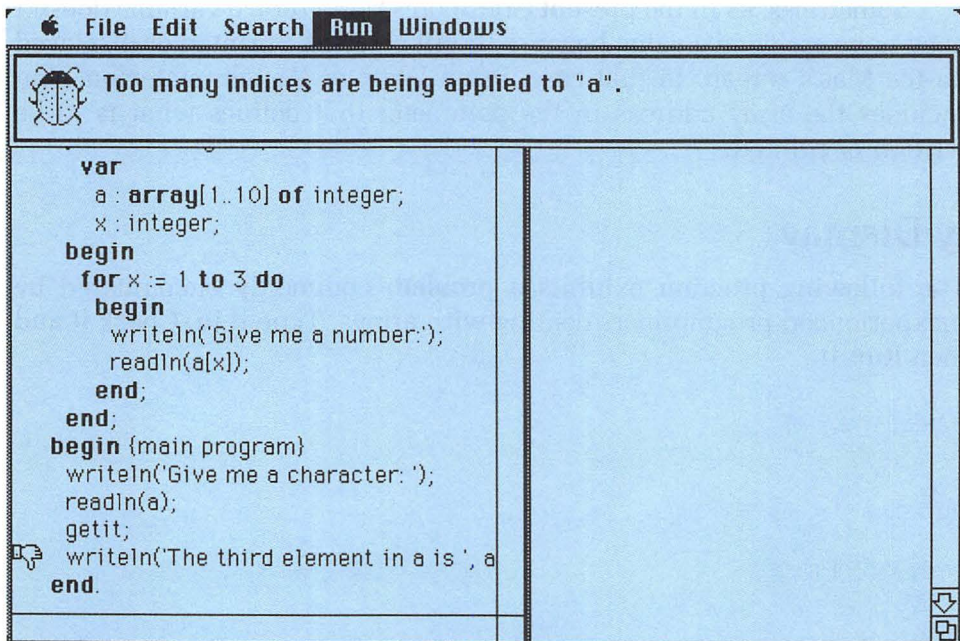 File Edit Search Run Windows
Too many indices are being applied to "a".
var
a : array[1..10] of integer;
x : integer;
begin
for x := 1 to 3 do
begin
writeln('Give me a number:');
readln(a[x]);
end;
end;
begin {main program}
writeln('Give me a character: ');
readln(a);
getit;
writeln('The third element in a is ', a
end.